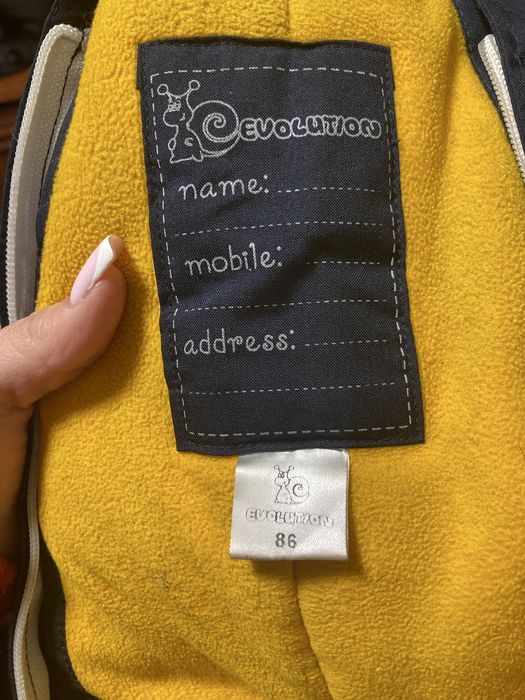 EVOLUTION
name:
mobile:
address:
EVOLUTION
86